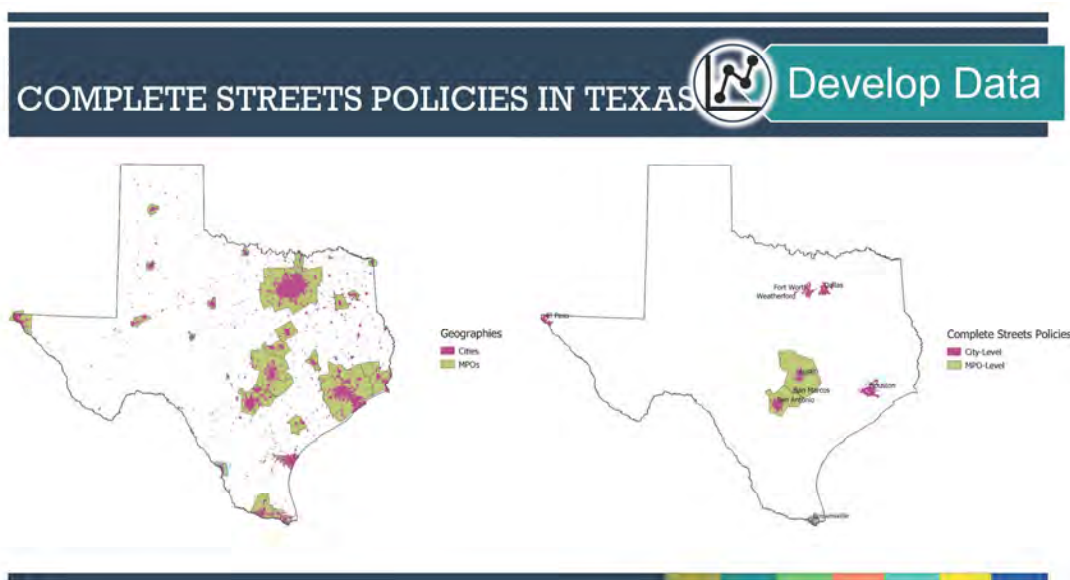 COMPLETE STREETS POLICIES IN TEXAS
Develop Data
Geographies
Cities
MPOs
Fort Worth
Dallas
Weatherford
El Paso
Austin
San Marcos
San Antonio
Houston
Brownsville
Complete Streets Policies
City-Level
MPO-Level